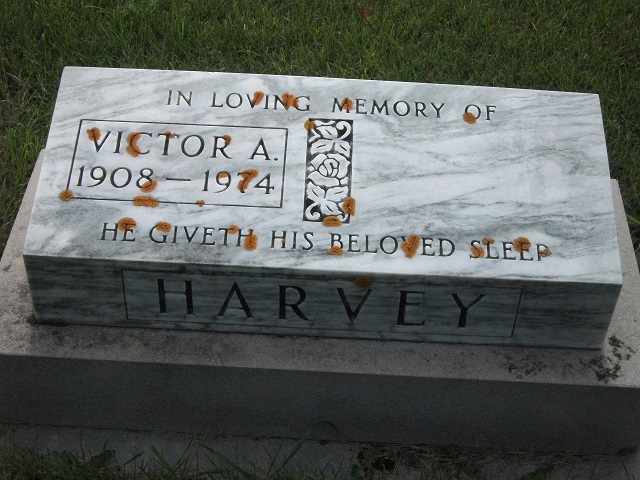 IN LOVING MEMORY OF
VICTOR A.
1908 — 1974
HE GIVETH HIS BELOVED SLEEP
HARVEY